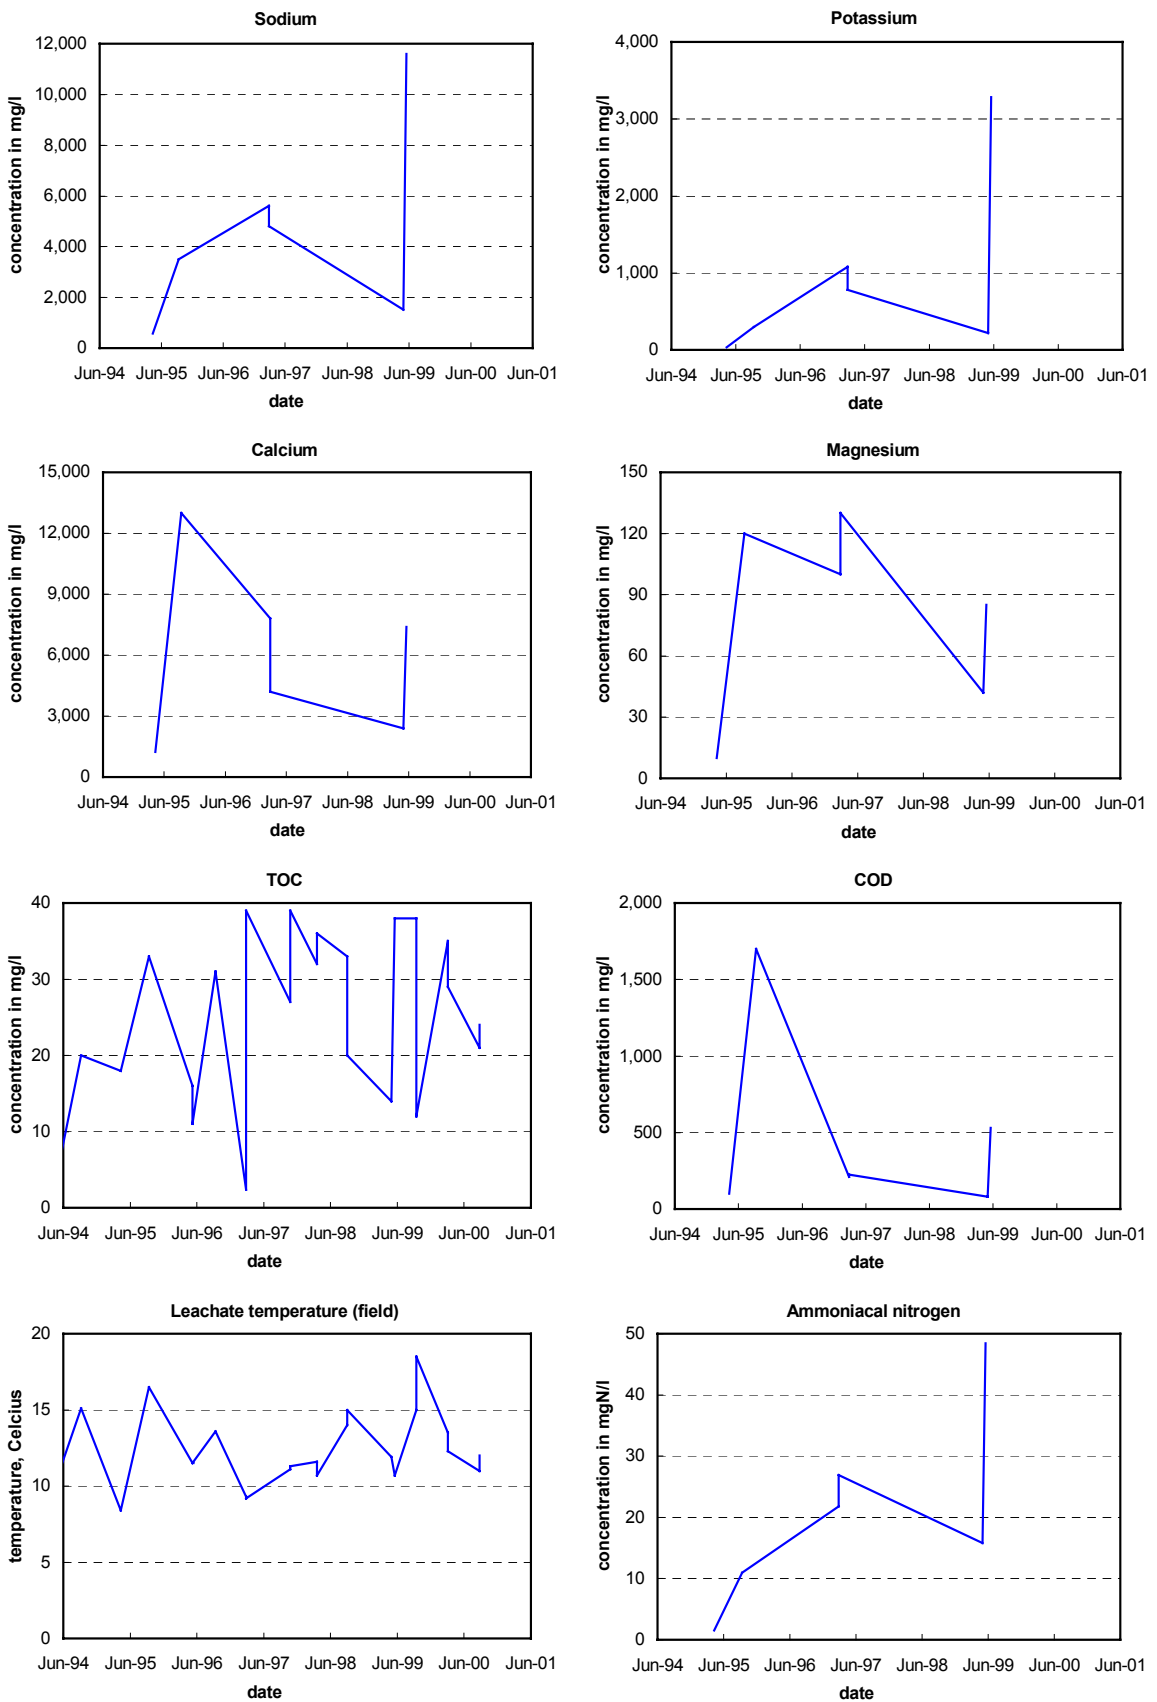 Sodium
12,000
10,000
8,000
6,000
4,000
2,000
0
concentration in mg/l
Jun-94 Jun-95 Jun-96 Jun-97 Jun-98 Jun-99 Jun-00 Jun-01
date
Potassium
4,000
3,000
2,000
1,000
0
concentration in mg/l
Jun-94 Jun-95 Jun-96 Jun-97 Jun-98 Jun-99 Jun-00 Jun-01
date
Calcium
15,000
12,000
9,000
6,000
3,000
0
concentration in mg/l
Jun-94 Jun-95 Jun-96 Jun-97 Jun-98 Jun-99 Jun-00 Jun-01
date
Magnesium
150
120
90
60
30
0
concentration in mg/l
Jun-94 Jun-95 Jun-96 Jun-97 Jun-98 Jun-99 Jun-00 Jun-01
date
TOC
40
30
20
10
0
concentration in mg/l
Jun-94 Jun-95 Jun-96 Jun-97 Jun-98 Jun-99 Jun-00 Jun-01
date
COD
2,000
1,500
1,000
500
0
concentration in mg/l
Jun-94 Jun-95 Jun-96 Jun-97 Jun-98 Jun-99 Jun-00 Jun-01
date
Leachate temperature (field)
20
15
10
5
0
temperature, Celcius
Jun-94 Jun-95 Jun-96 Jun-97 Jun-98 Jun-99 Jun-00 Jun-01
date
Ammoniacal nitrogen
50
40
30
20
10
0
concentration in mgN/l
Jun-94 Jun-95 Jun-96 Jun-97 Jun-98 Jun-99 Jun-00 Jun-01
date